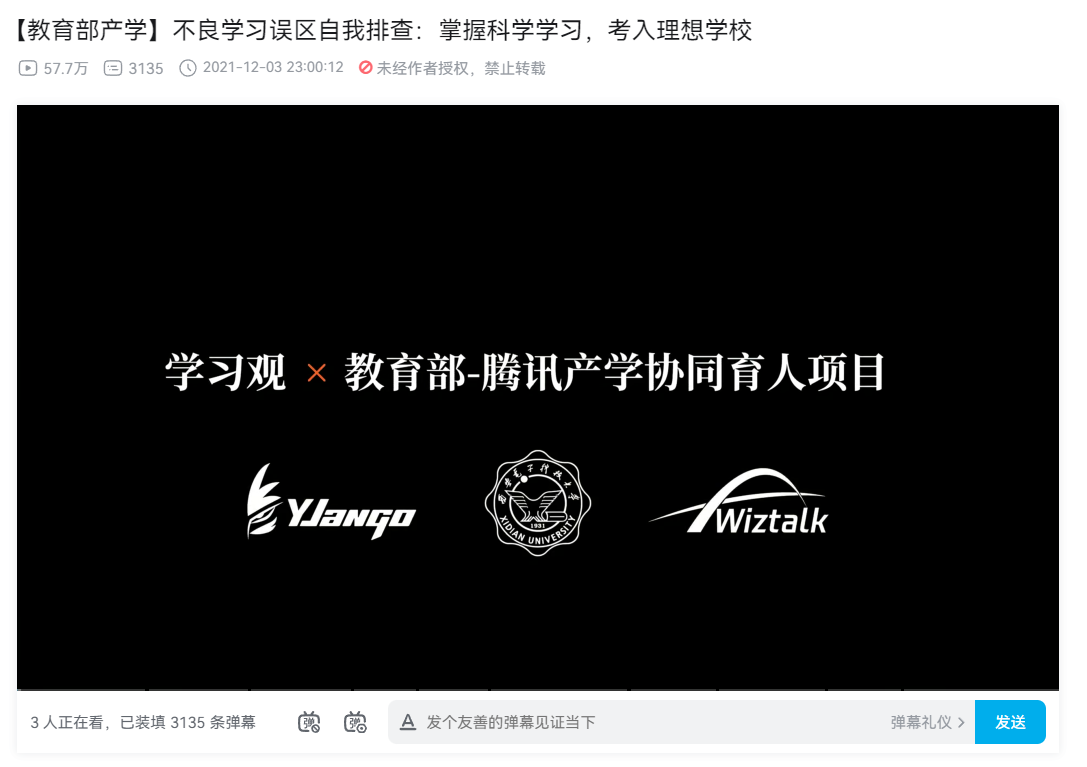 【教育部产学】不良学习误区自我排查：掌握科学学习，考入理想学校
57.7万 3135 2021-12-03 23:00:12 未经作者授权，禁止转载
学习观 × 教育部-腾讯产学协同育人项目
YJango
西安电子科技大学
1931
XIDIAN UNIVERSITY
Wiztalk
3 人正在看，已装填 3135 条弹幕 弹 弹 A 发个友善的弹幕见证当下 弹幕礼仪 > 发送